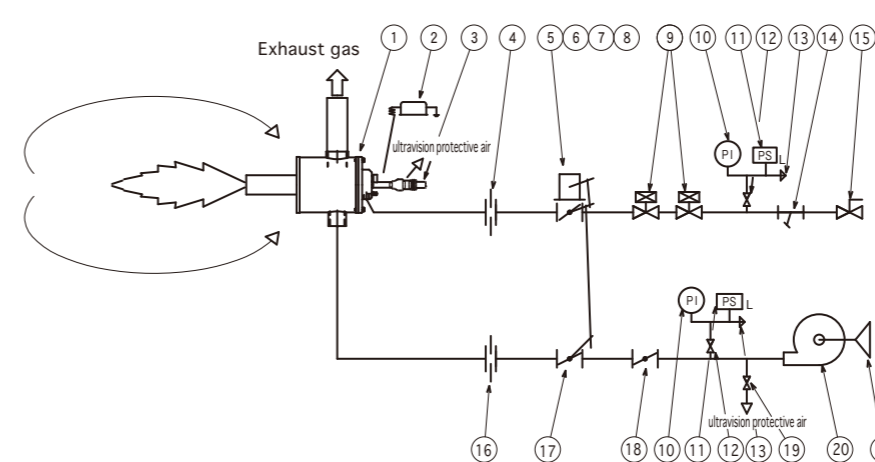 1 2 3 4 5 6 7 8 9 10 11 12 13 14 15
Exhaust gas
ultravision protective air
PI PS L
PI PS L
ultravision protective air
16 17 18 10 11 12 13 19 20